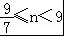 9/7 ≤ n < 9